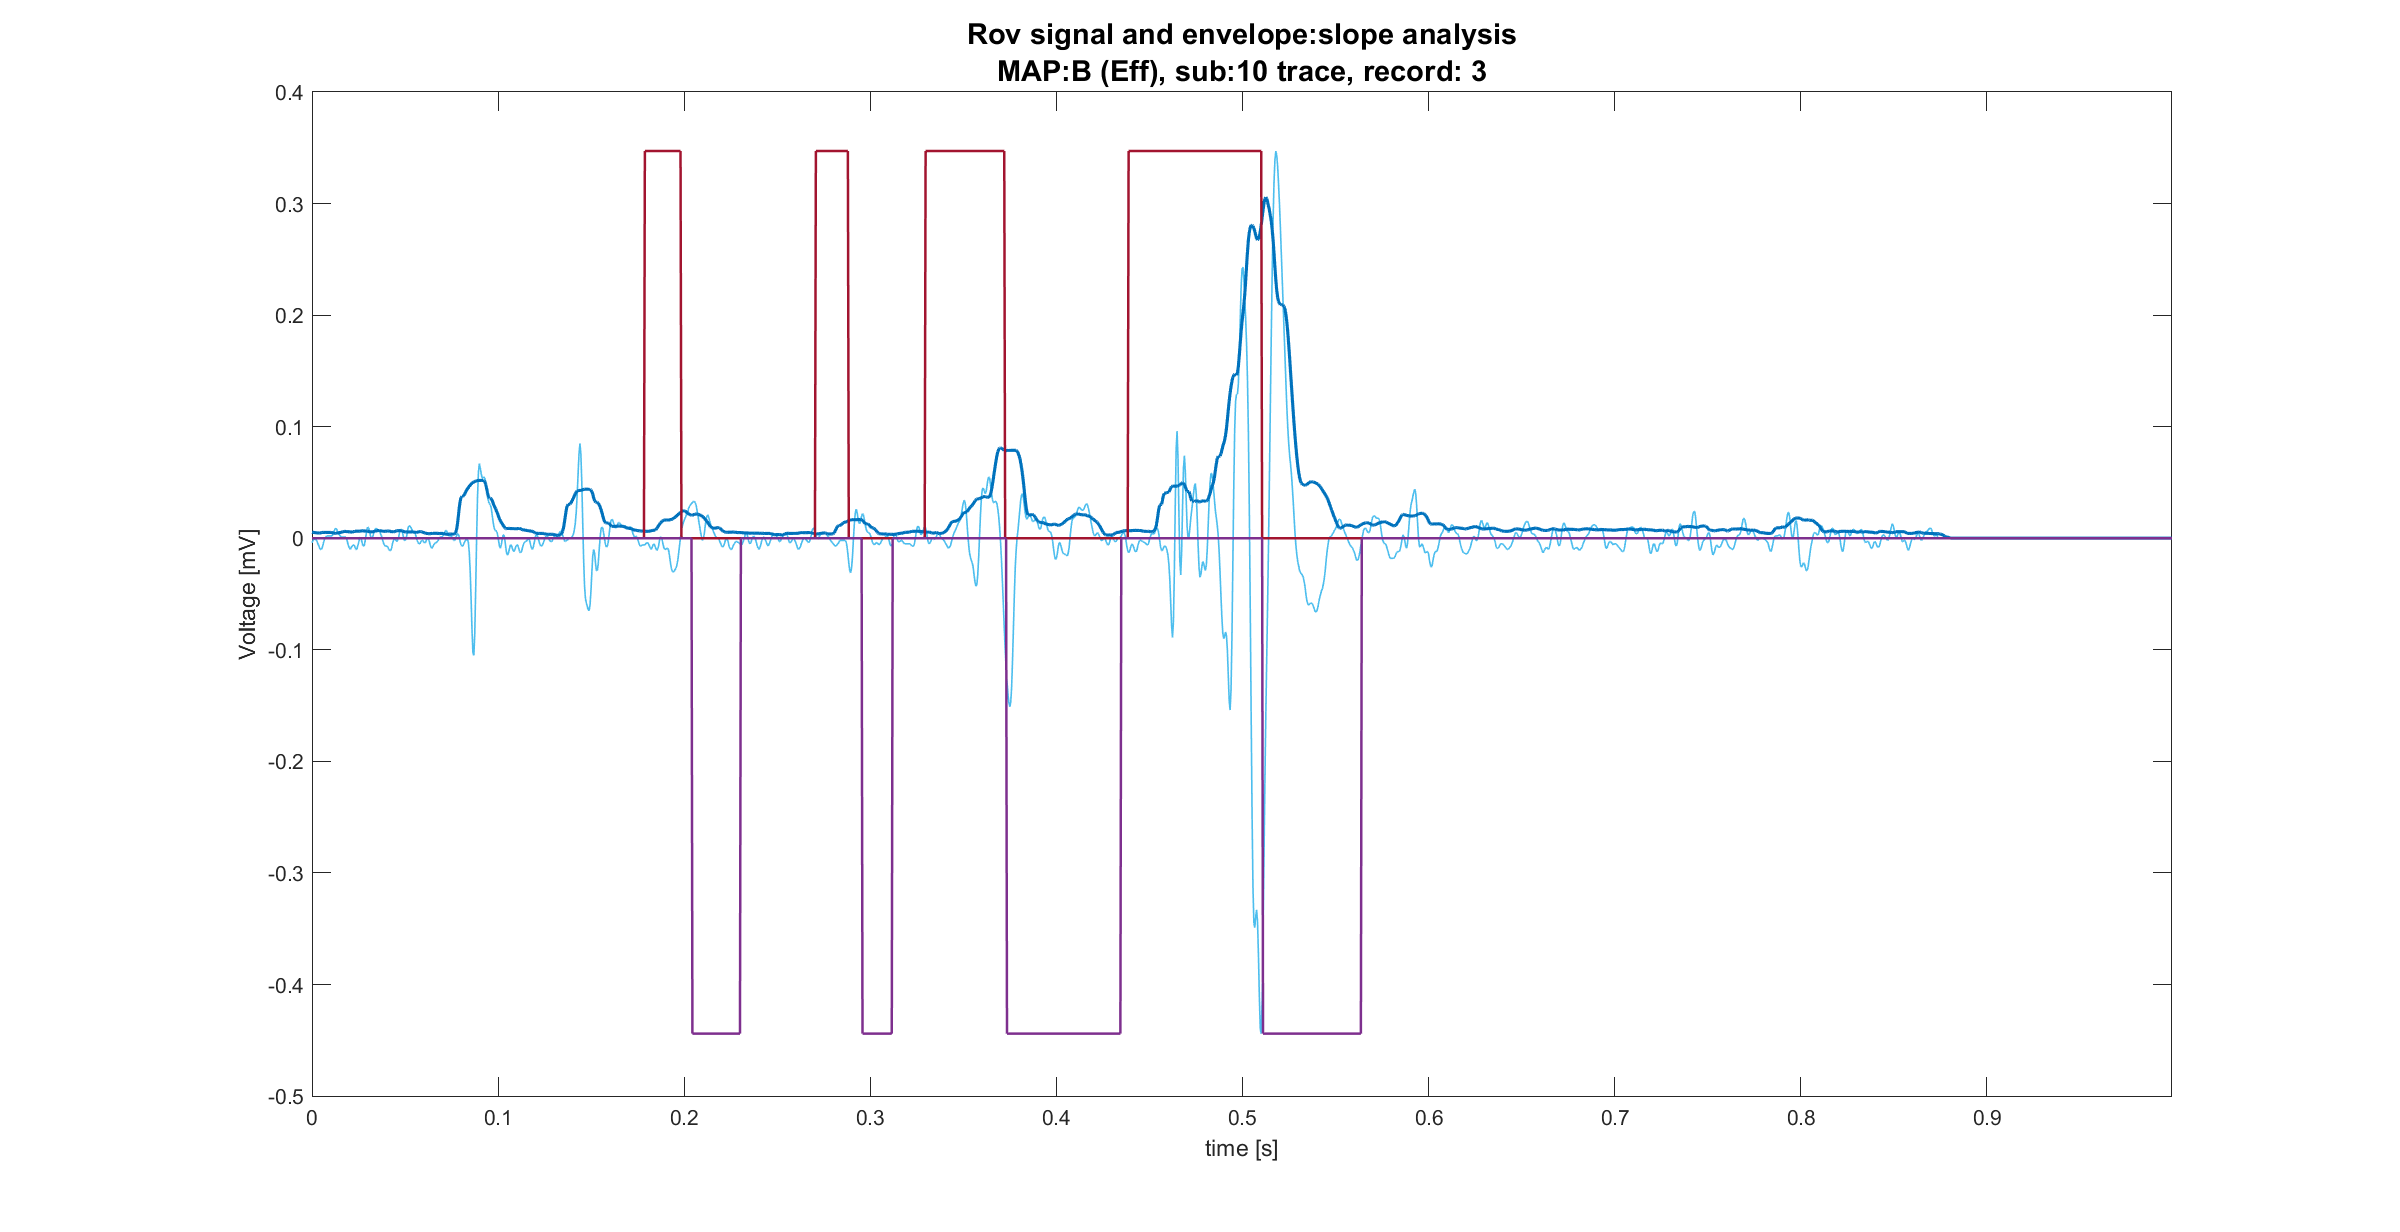 Rov signal and envelope:slope analysis
MAP:B (Eff), sub:10 trace, record: 3
0.4
0.3
0.2
0.1
0
-0.1
-0.2
-0.3
-0.4
-0.5
Voltage [mV]
0 0.1 0.2 0.3 0.4 0.5 0.6 0.7 0.8 0.9
time [s]